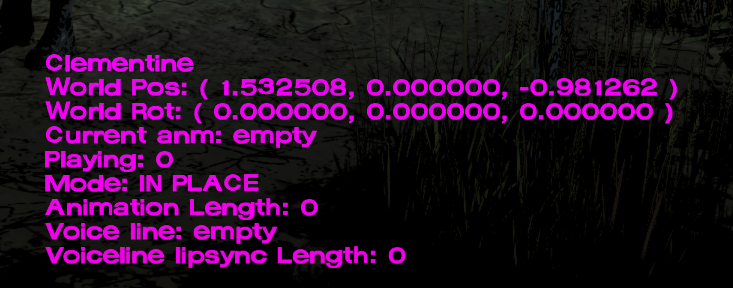 Clementine
World Pos: ( 1.532508, 0.000000, -0.981262 )
World Rot: ( 0.000000, 0.000000, 0.000000 )
Current anm: empty
Playing: 0
Mode: IN PLACE
Animation Length: 0
Voice line: empty
Voiceline lipsync Length: 0